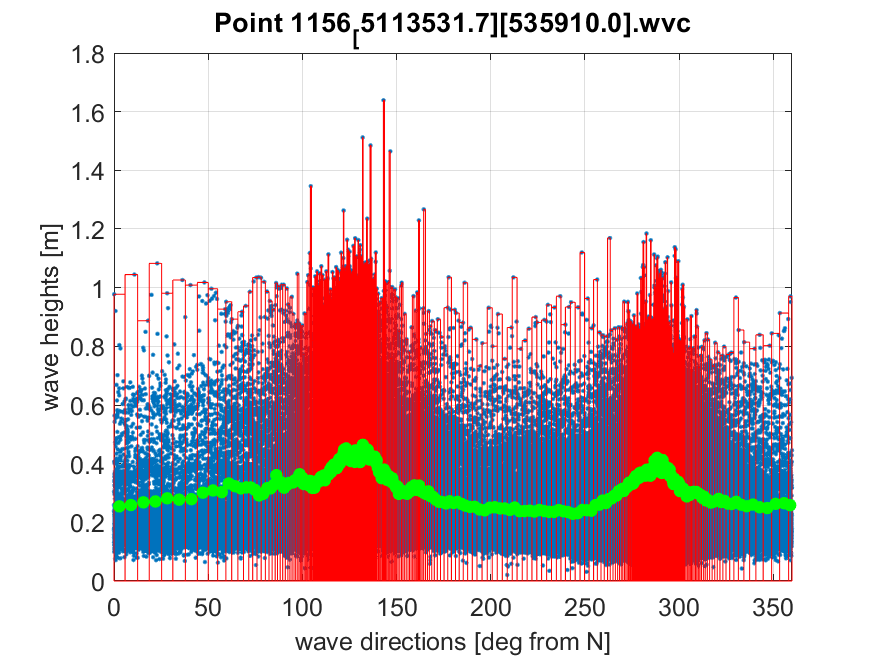 Point 1156[5113531.7][535910.0].wvc
1.8
1.6
1.4
1.2
1
0.8
0.6
0.4
0.2
0
wave heights [m]
0 50 100 150 200 250 300 350
wave directions [deg from N]